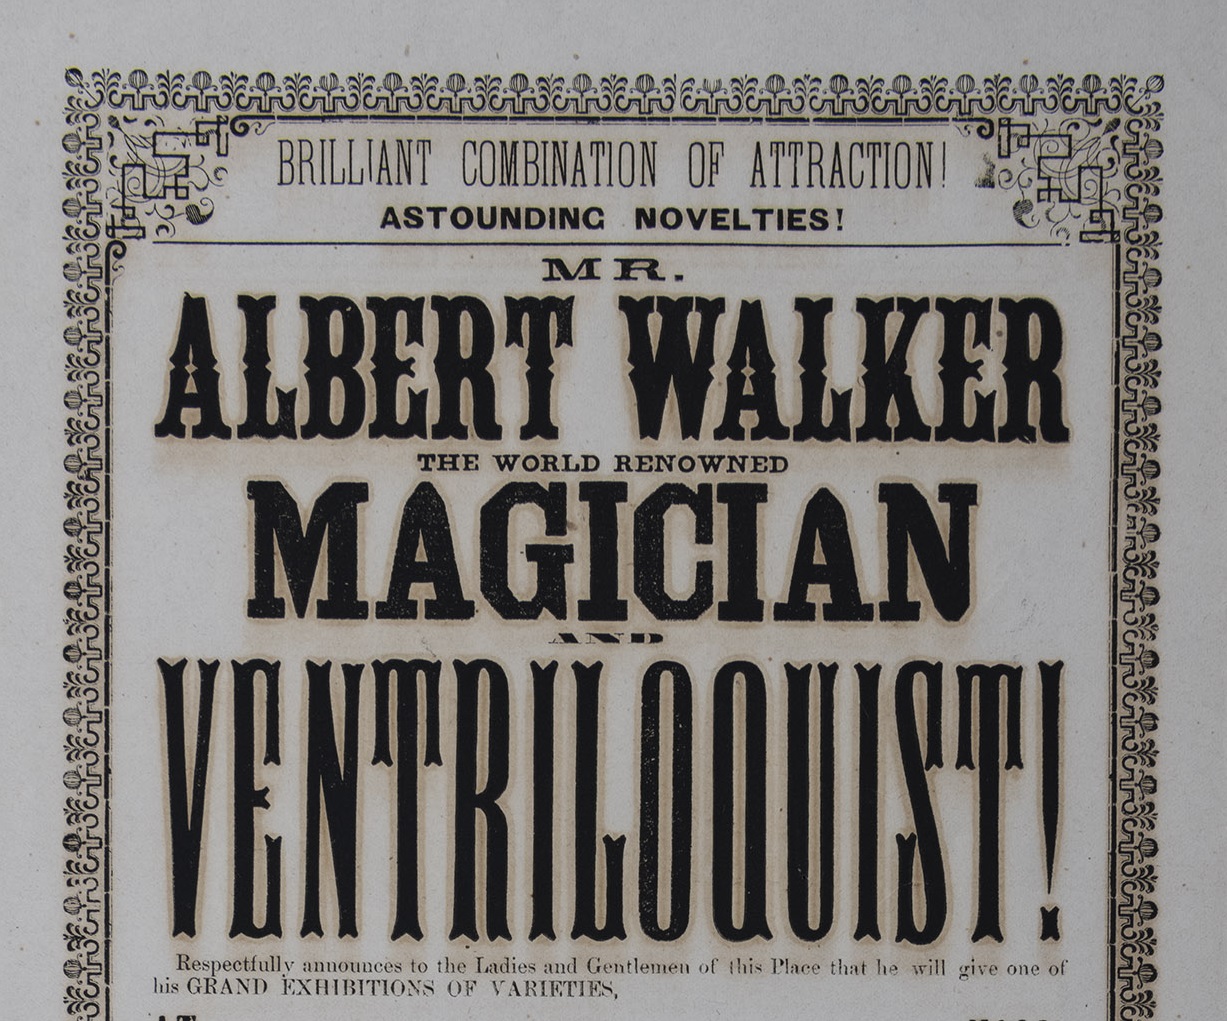 BRILLIANT COMBINATION OF ATTRACTION!
ASTOUNDING NOVELTIES!
MR.
ALBERT WALKER
THE WORLD RENOWNED
MAGICIAN
AND
VENTRILOQUIST!
Respectfully announces to the Ladies and Gentlemen of this Place that he will give one of
his GRAND EXHIBITIONS OF VARIETIES,